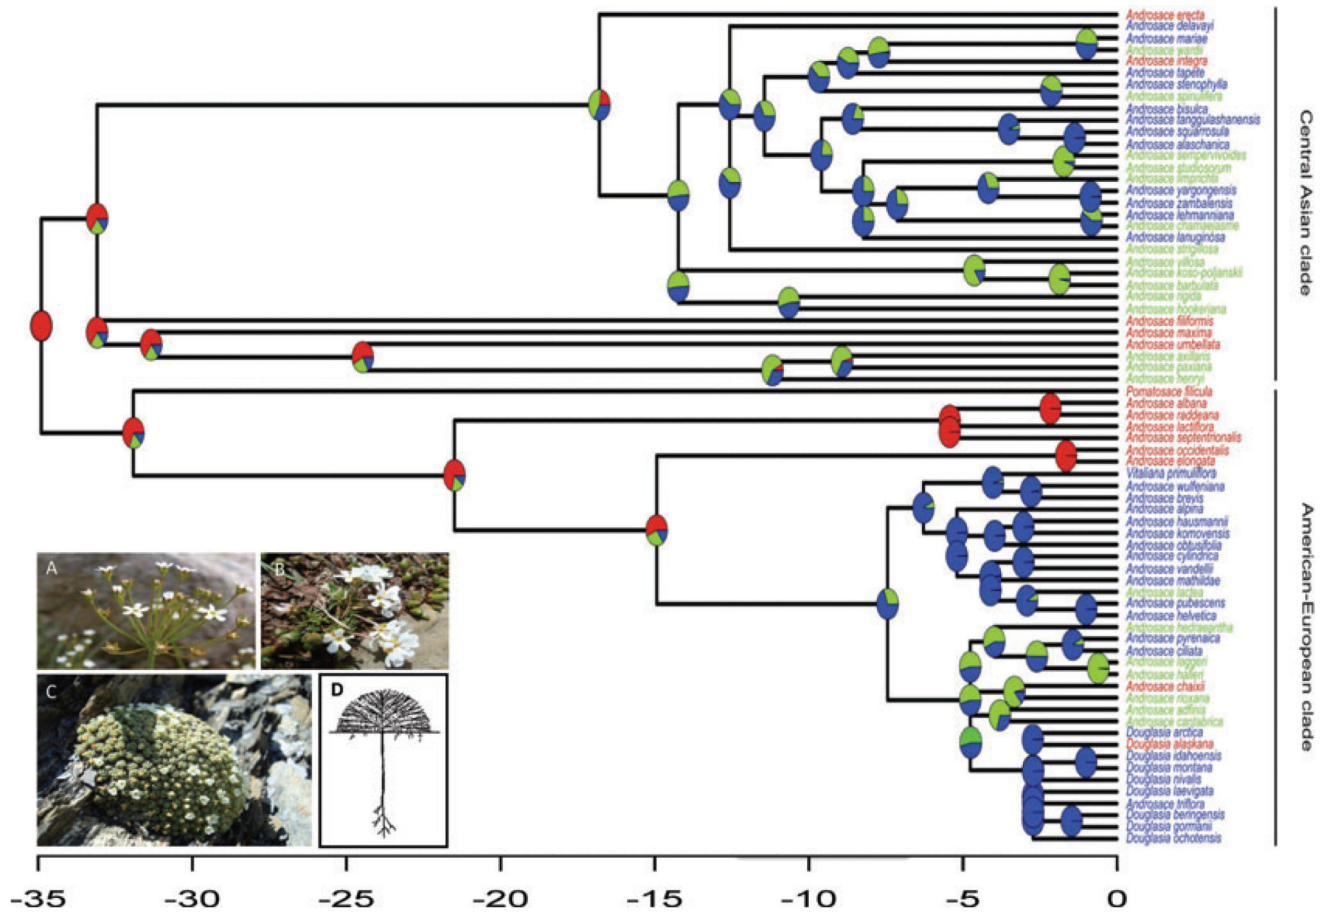 Androsace erecta
Androsace delavayi
Androsace mariae
Androsace wardii
Androsace integra
Androsace tapete
Androsace stenophylla
Androsace spinulifera
Androsace bisulca
Androsace tanggulashanensis
Androsace squarrosula
Androsace alaschanica
Androsace sempervivoides
Androsace studiosorum
Androsace limprichtii
Androsace yargongensis
Androsace zambalensis
Androsace lehmanniana
Androsace chamaejasme
Androsace lanuginosa
Androsace strigillosa
Androsace villosa
Androsace koso-poljanskii
Androsace barbulata
Androsace rigida
Androsace hookeriana
Androsace filiformis
Androsace maxima
Androsace umbellata
Androsace axillaris
Androsace paxiana
Androsace henryi
Pomatosace filicula
Androsace albana
Androsace raddeana
Androsace lactiflora
Androsace septentrionalis
Androsace occidentalis
Androsace elongata
Vitaliana primuliflora
Androsace wulfeniana
Androsace brevis
Androsace alpina
Androsace hausmannii
Androsace komovensis
Androsace obtusifolia
Androsace cylindrica
Androsace vandellii
Androsace mathildae
Androsace lactea
Androsace pubescens
Androsace helvetica
Androsace hedraeantha
Androsace pyrenaica
Androsace ciliata
Androsace laggeri
Androsace halleri
Androsace chaixii
Androsace rioxana
Androsace adfinis
Androsace cantabrica
Douglasia arctica
Douglasia alaskana
Douglasia idahoensis
Douglasia montana
Douglasia nivalis
Douglasia laevigata
Androsace triflora
Douglasia beringensis
Douglasia gormanii
Douglasia ochotensis
Central Asian clade
American-European clade
A
B
C
D
-35 -30 -25 -20 -15 -10 -5 0